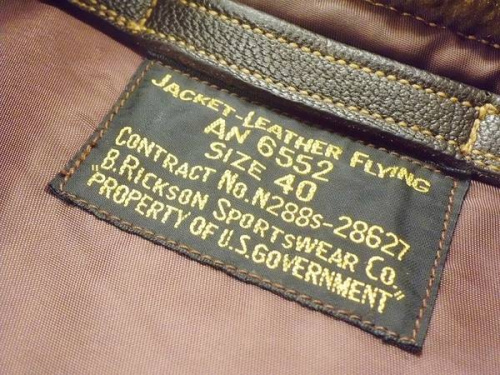 JACKET-LEATHER FLYING
AN 6552
SIZE 40
CONTRACT NO.N288S-28627
B.RICKSON SPORTSWEAR CO.
"PROPERTY OF U.S.GOVERNMENT"